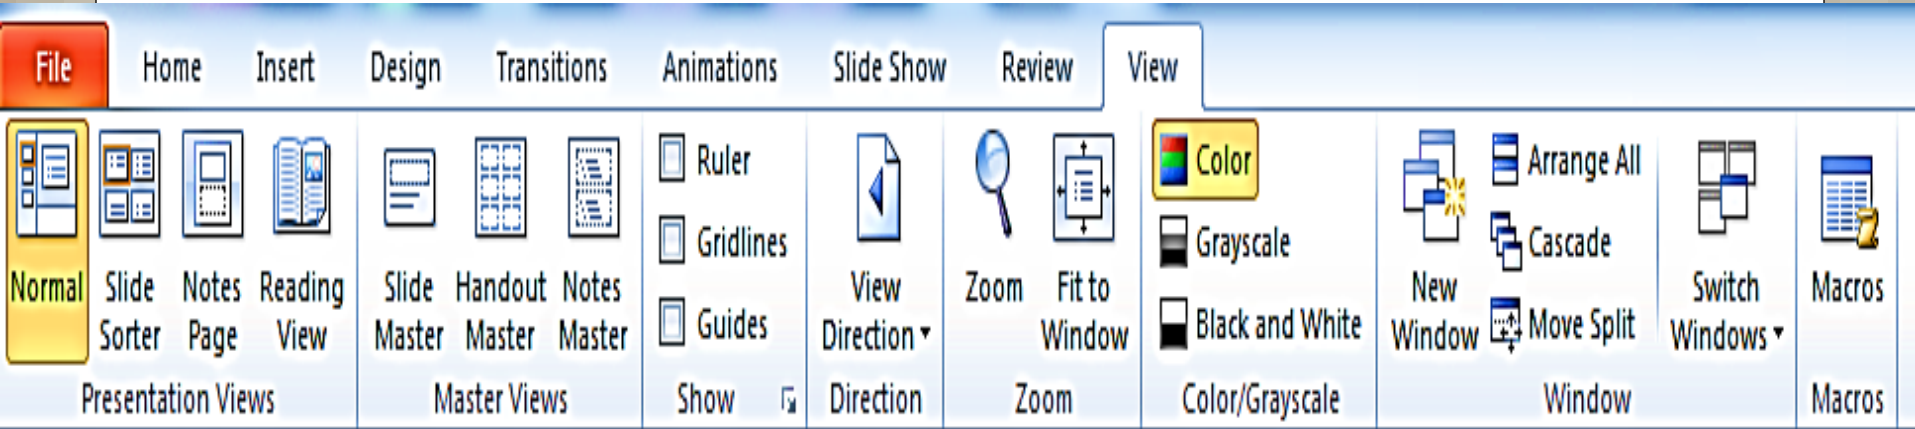 File Home Insert Design Transitions Animations Slide Show Review View
Normal
Slide Sorter
Notes Page
Reading View
Presentation Views
Slide Master
Handout Master
Notes Master
Master Views
Ruler
Gridlines
Guides
Show
View Direction
Direction
Zoom
Fit to Window
Zoom
Color
Grayscale
Black and White
Color/Grayscale
New Window
Arrange All
Cascade
Move Split
Switch Windows
Window
Macros
Macros